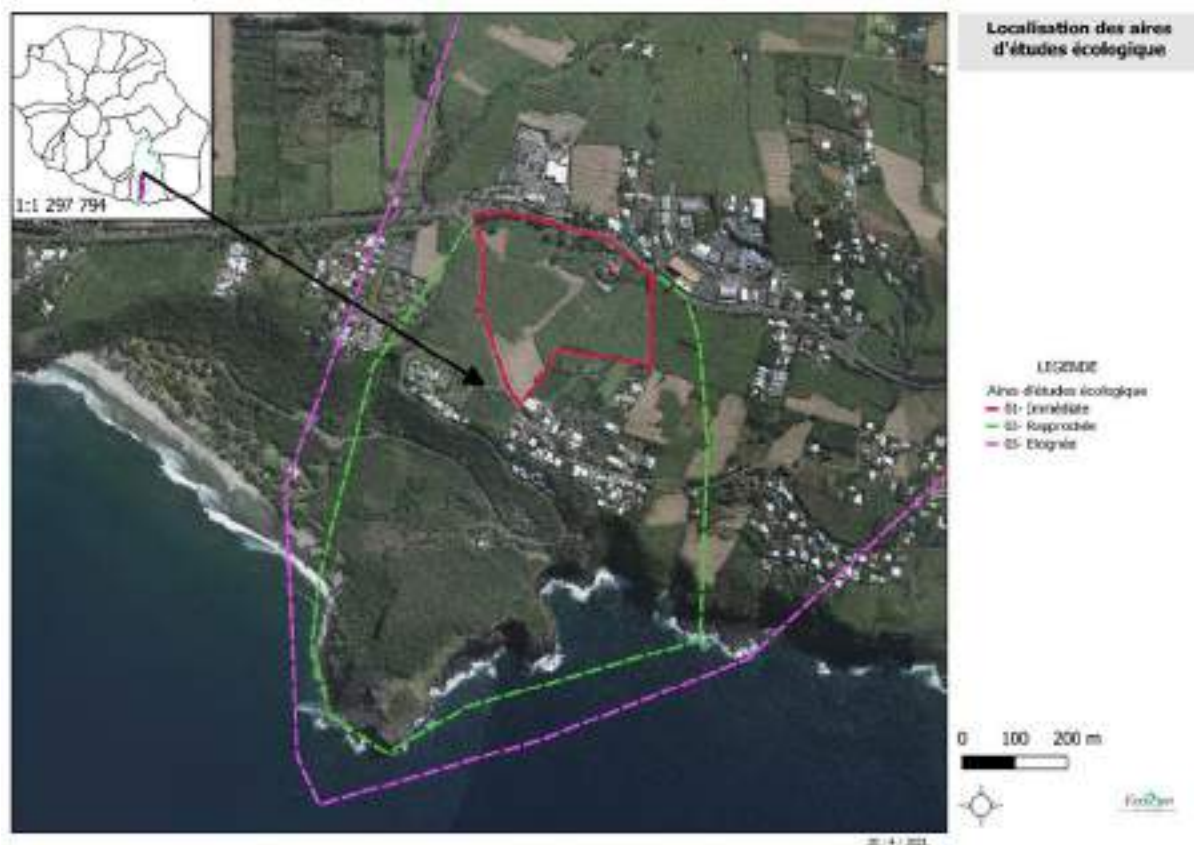 Localisation des aires
d'études écologique
1:1 297 794
LEGENDE
Aires d'études écologique
01- Immédiate
02- Rapprochée
03- Eloignée
0 100 200 m